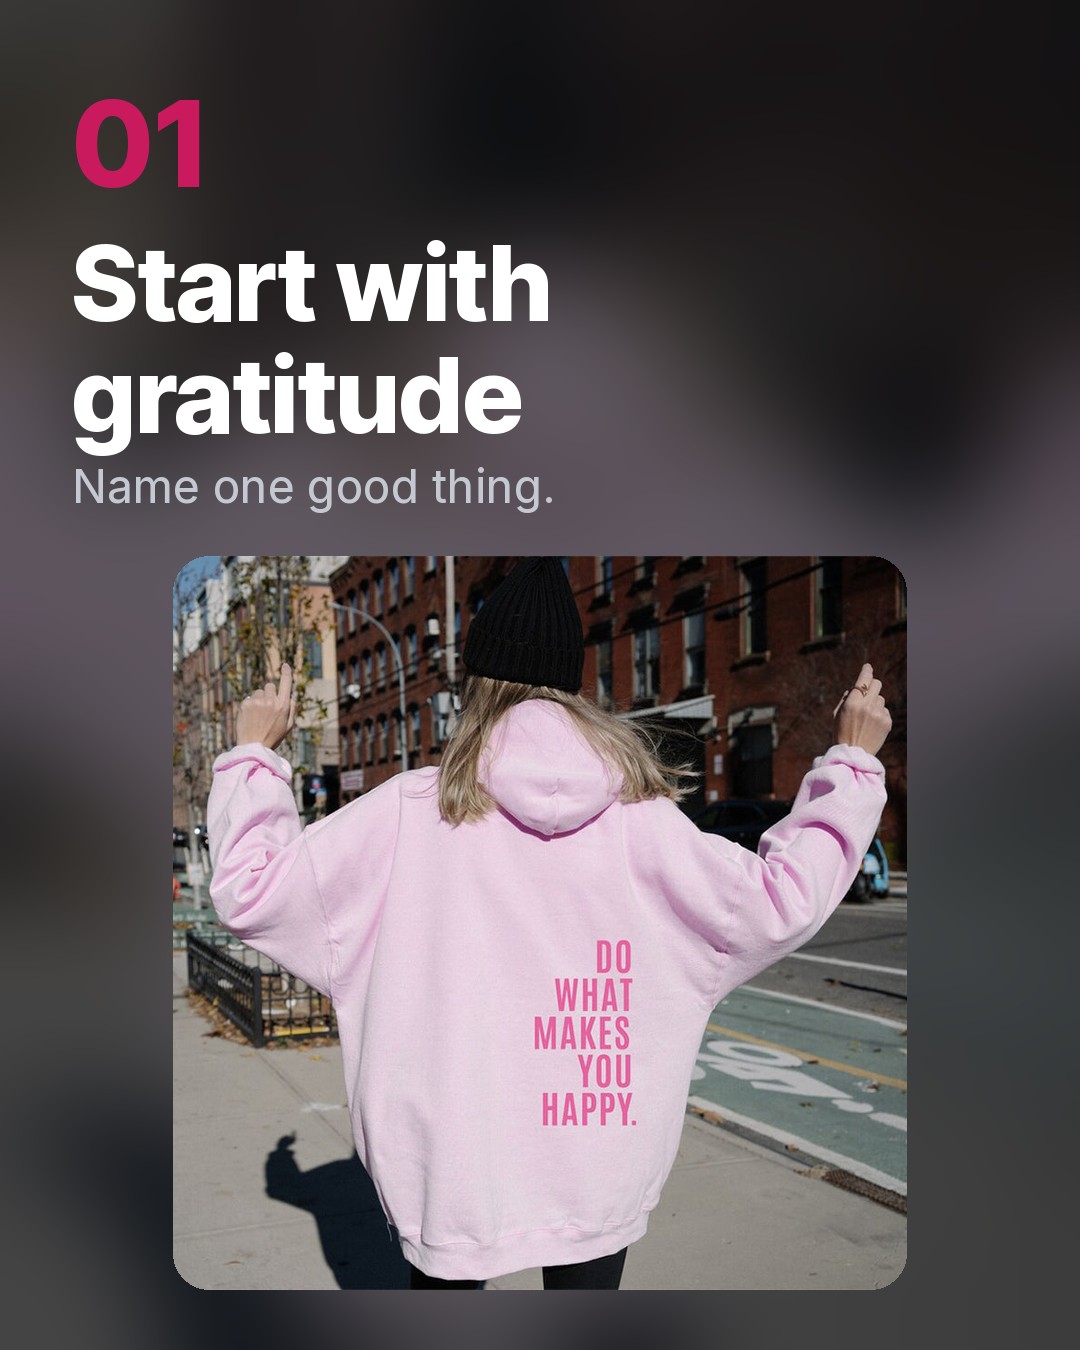 01
Start with
gratitude
Name one good thing.
DO
WHAT
MAKES
YOU
HAPPY.